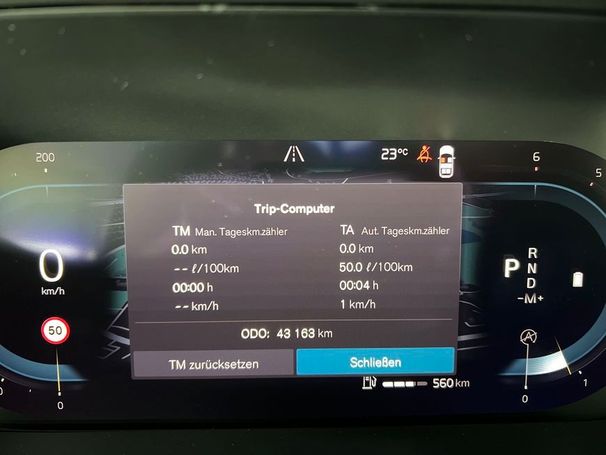 200
23°C
6
5
Trip-Computer
TM Man. Tageskm.zähler
TA Aut. Tageskm.zähler
0.0 km
0.0 km
-- ℓ/100km
50.0 ℓ/100km
00:00 h
00:04 h
-- km/h
1 km/h
ODO: 43 163 km
TM zurücksetzen
Schließen
0
km/h
50
P
R
N
D
-M+
A
560 km
0
0
0
1